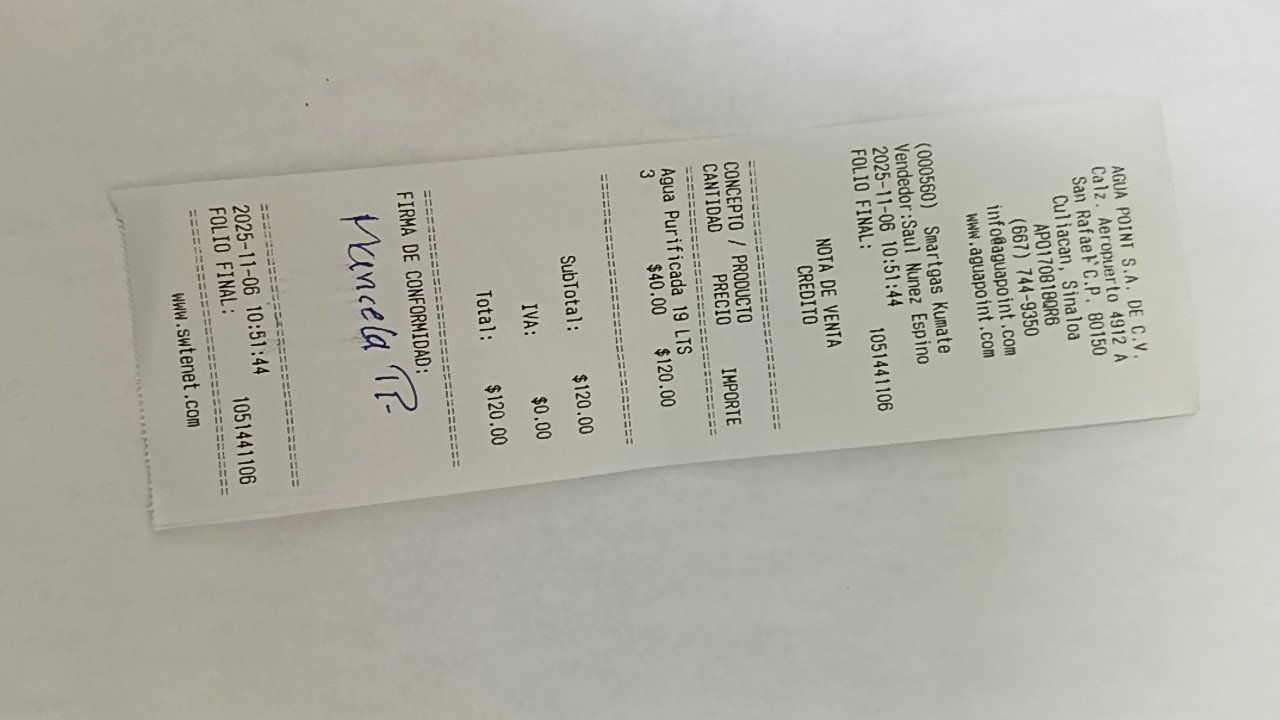 AGUA POINT S.A. DE C.V.
Calz. Aeropuerto 4912 A
San Rafael C.P. 80150
Culiacan, Sinaloa
APO170818QR6
(667) 744-9350
info@aguapoint.com
www.aguapoint.com
(000560) Smartgas Kumate
Vendedor:Saul Nunez Espino
2025-11-06 10:51:44
FOLIO FINAL: 1051441106
NOTA DE VENTA
CREDITO
==============================
CONCEPTO / PRODUCTO
CANTIDAD PRECIO IMPORTE
==============================
Agua Purificada 19 LTS
3 $40.00 $120.00
==============================
SubTotal: $120.00
IVA: $0.00
Total: $120.00
==============================
FIRMA DE CONFORMIDAD:
==============================
2025-11-06 10:51:44
FOLIO FINAL: 1051441106
==============================
www.swtenet.com